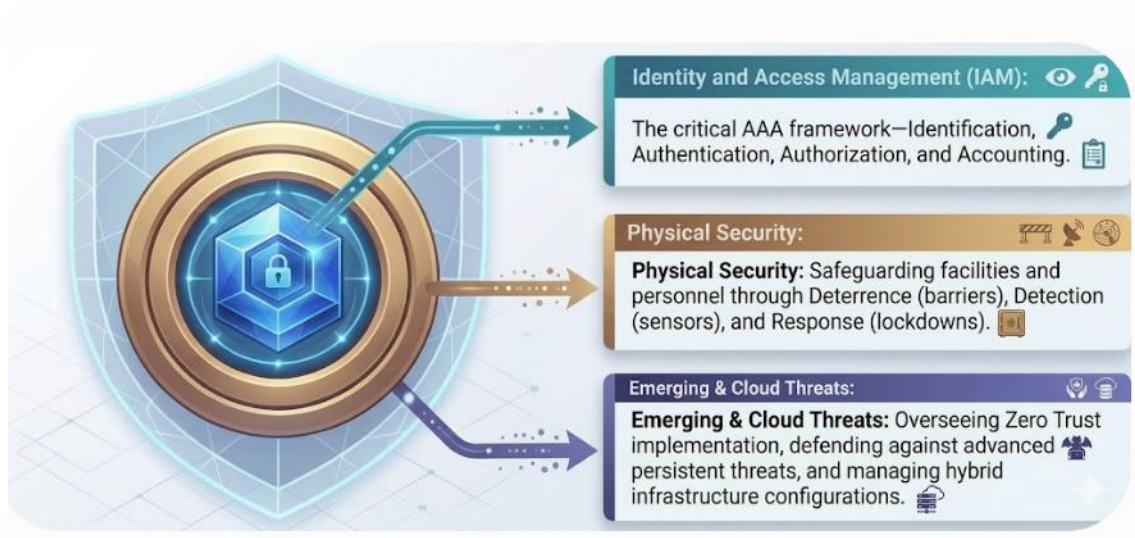 Identity and Access Management (IAM):
The critical AAA framework—Identification,
Authentication, Authorization, and Accounting.
Physical Security:
Physical Security: Safeguarding facilities and
personnel through Deterrence (barriers), Detection
(sensors), and Response (lockdowns).
Emerging & Cloud Threats:
Emerging & Cloud Threats: Overseeing Zero Trust
implementation, defending against advanced
persistent threats, and managing hybrid
infrastructure configurations.